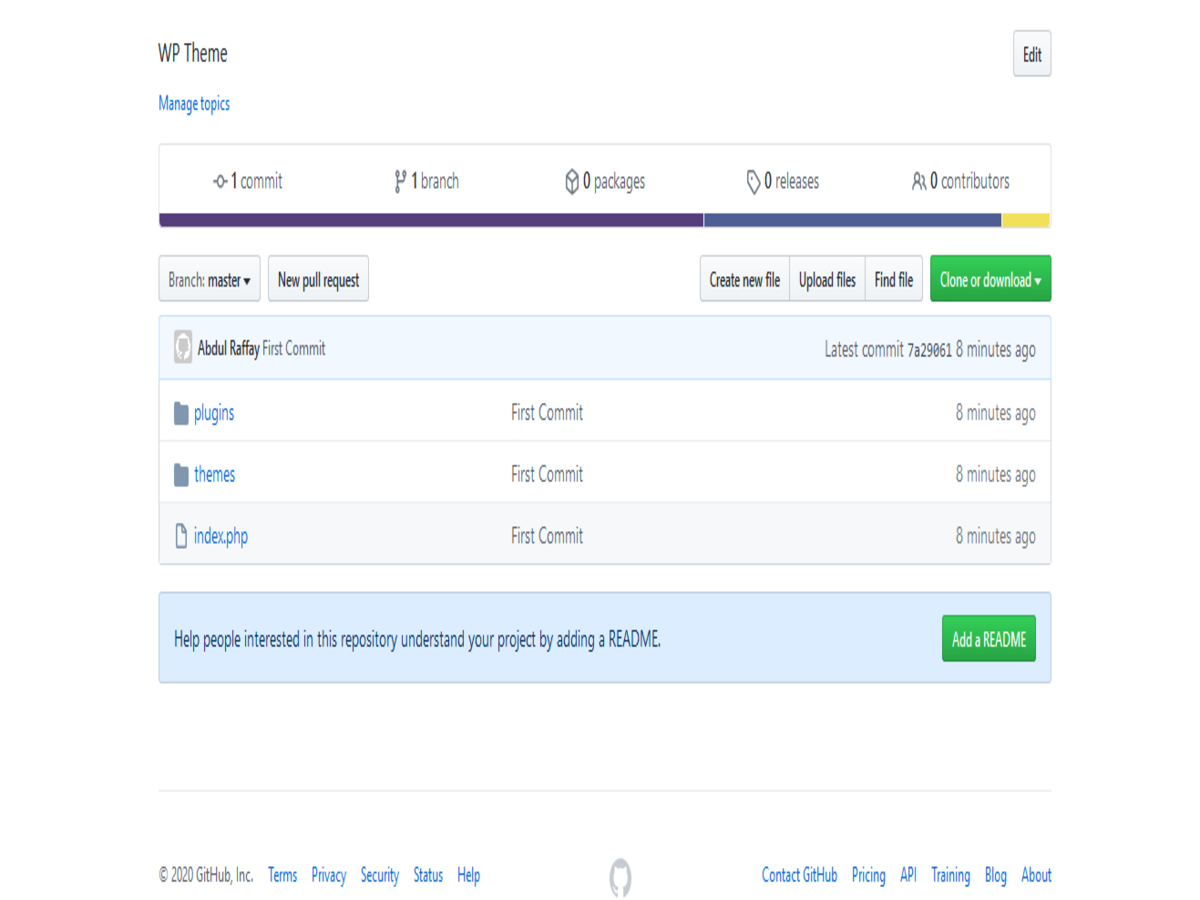 WP Theme
Edit
Manage topics
1 commit
1 branch
0 packages
0 releases
0 contributors
Branch: master
New pull request
Create new file
Upload files
Find file
Clone or download
Abdul Raffay First Commit
Latest commit 7a29061 8 minutes ago
plugins First Commit 8 minutes ago
themes First Commit 8 minutes ago
index.php First Commit 8 minutes ago
Help people interested in this repository understand your project by adding a README.
Add a README
© 2020 GitHub, Inc. Terms Privacy Security Status Help
Contact GitHub Pricing API Training Blog About